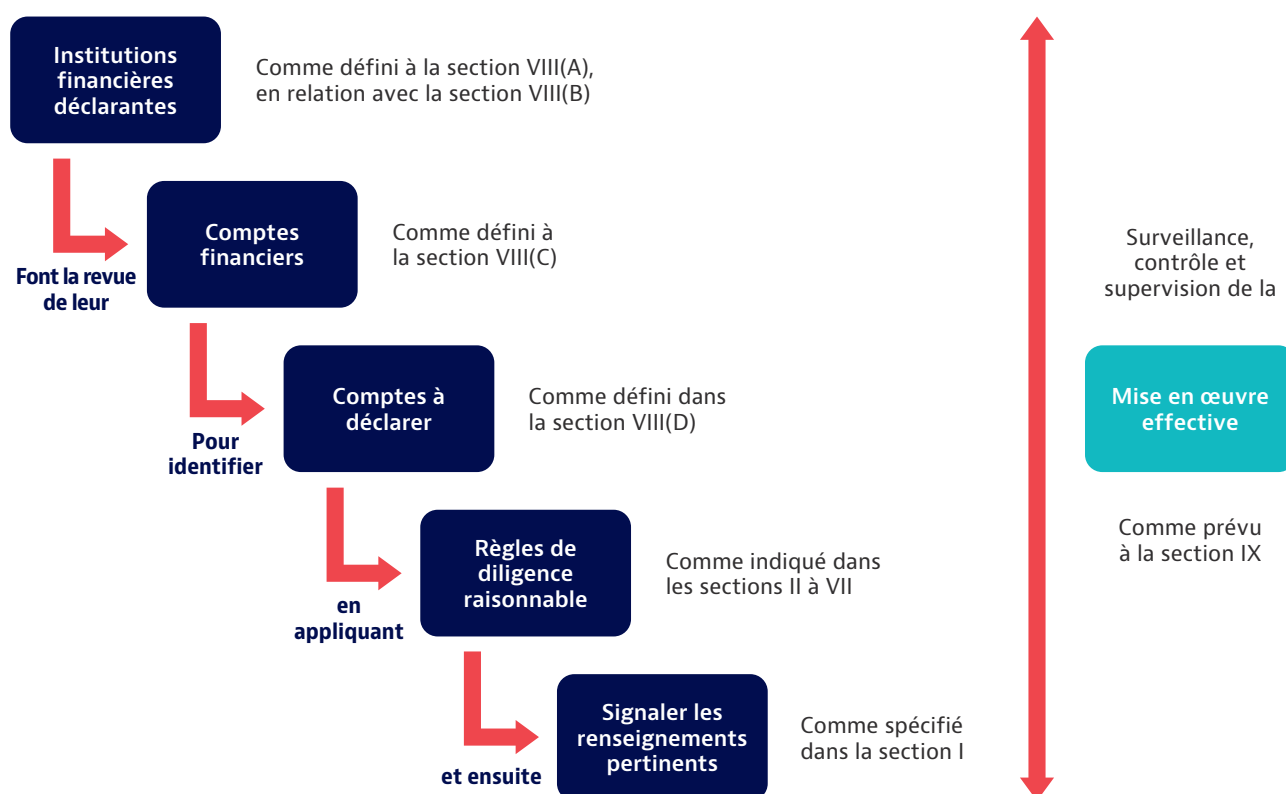 Institutions
financières
déclarantes
Comme défini à la section VIII(A),
en relation avec la section VIII(B)
Font la revue
de leur
Comptes
financiers
Comme défini à
la section VIII(C)
Pour
identifier
Comptes à
déclarer
Comme défini dans
la section VIII(D)
en
appliquant
Règles de
diligence
raisonnable
Comme indiqué dans
les sections II à VII
et ensuite
Signaler les
renseignements
pertinents
Comme spécifié
dans la section I
Surveillance,
contrôle et
supervision de la
Mise en œuvre
effective
Comme prévu
à la section IX